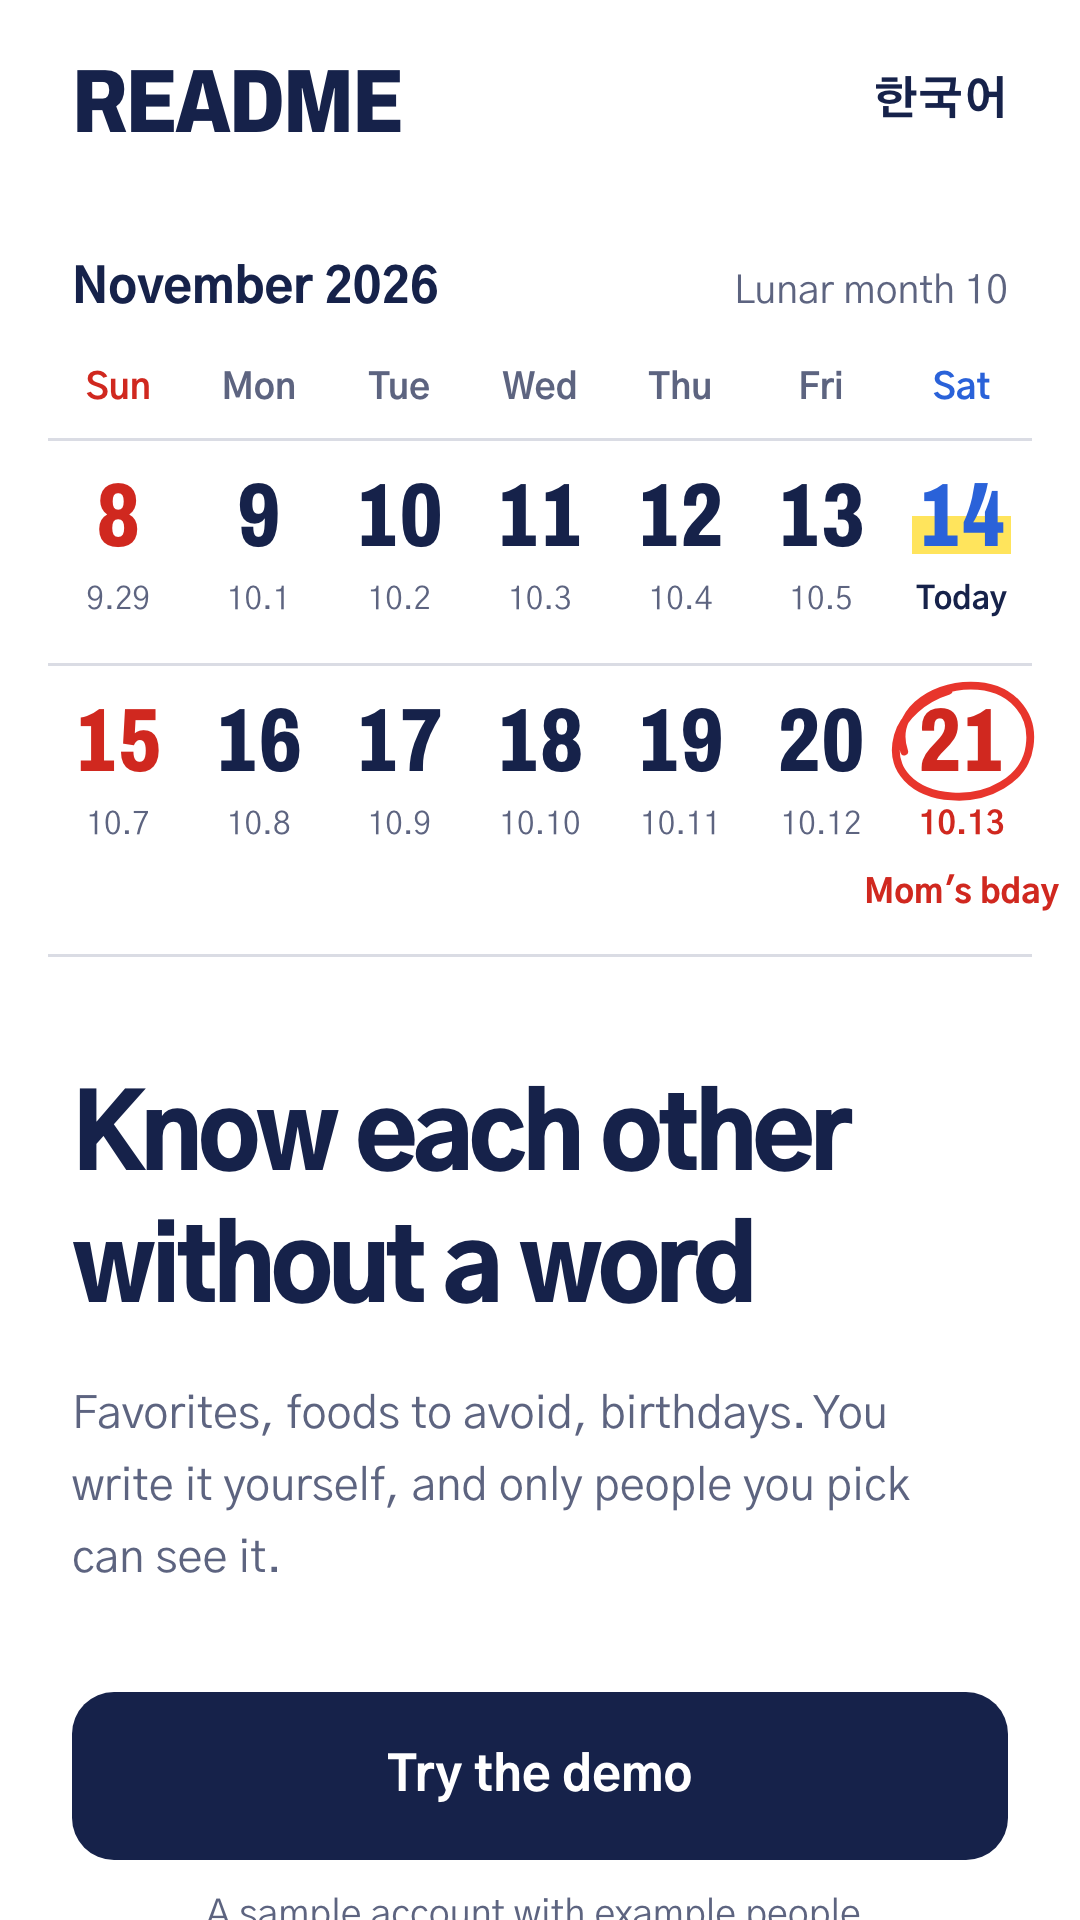 README
한국어
November 2026
Lunar month 10
Sun Mon Tue Wed Thu Fri Sat
8 9 10 11 12 13 14
9.29 10.1 10.2 10.3 10.4 10.5 Today
15 16 17 18 19 20 21
10.7 10.8 10.9 10.10 10.11 10.12 10.13
Mom′s bday
Know each other
without a word
Favorites, foods to avoid, birthdays. You
write it yourself, and only people you pick
can see it.
Try the demo
A sample account with example people